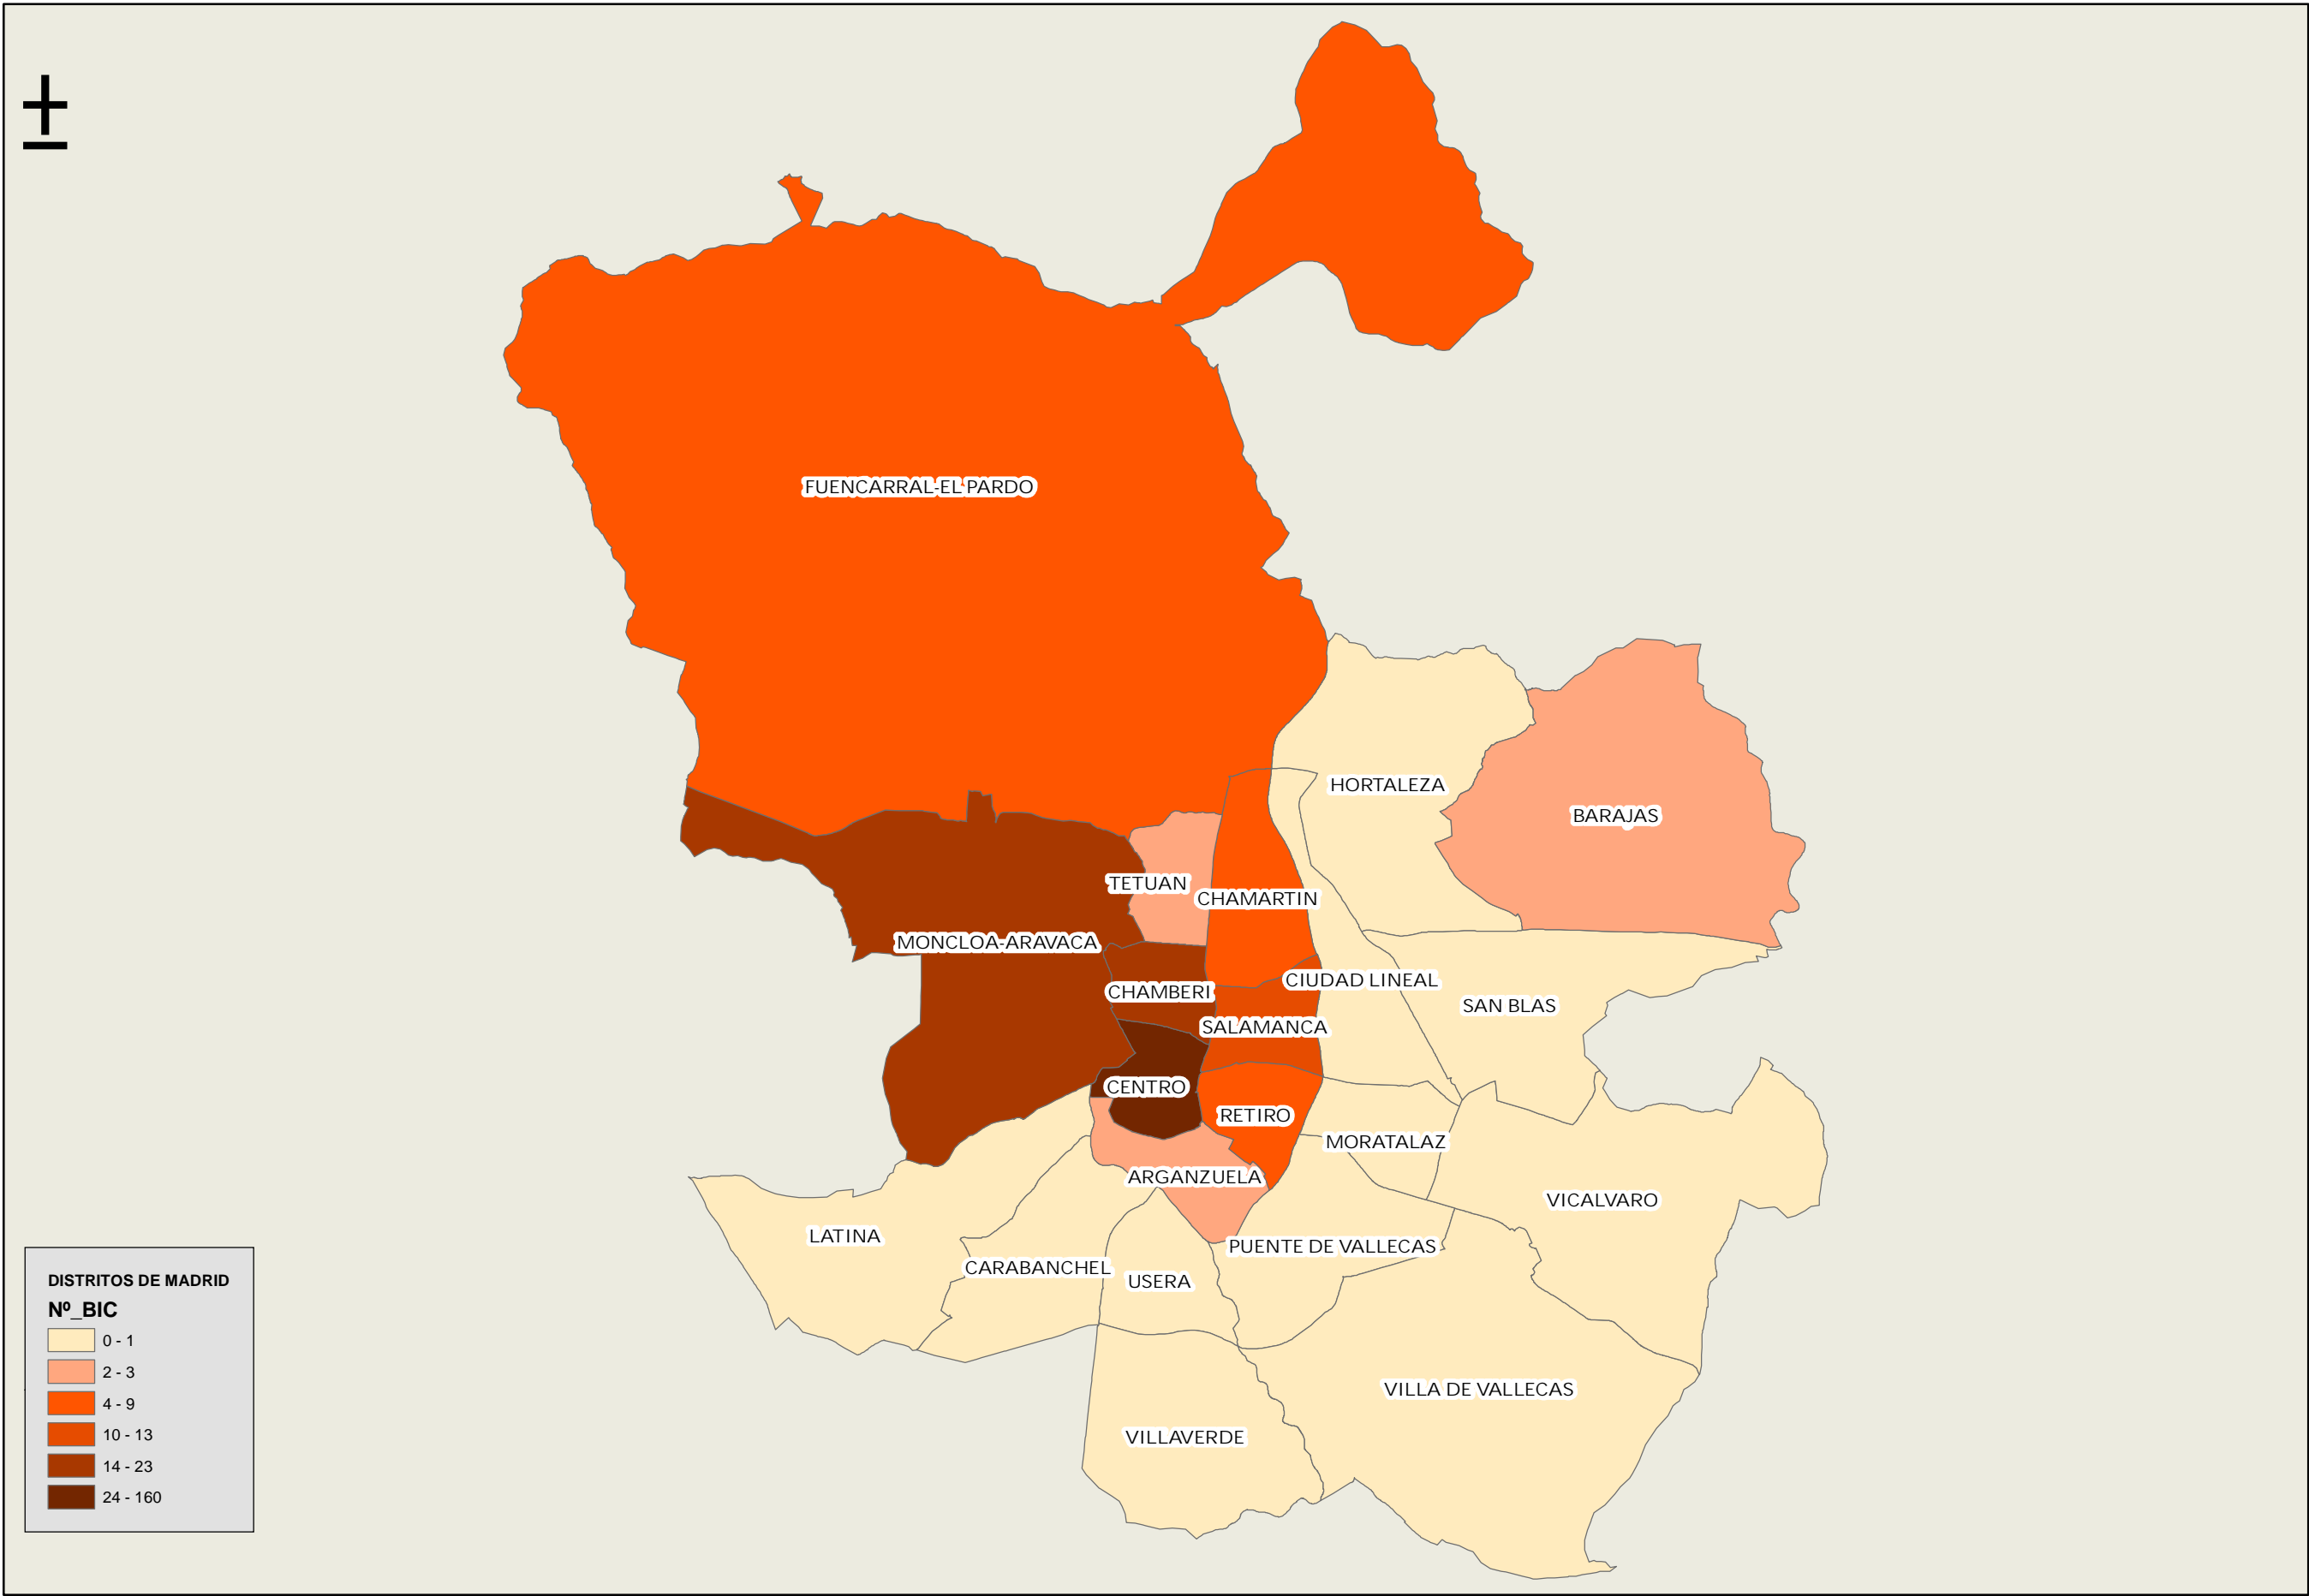 ±
FUENCARRAL-EL PARDO
HORTALEZA
BARAJAS
TETUAN
CHAMARTIN
MONCLOA-ARAVACA
CIUDAD LINEAL
CHAMBERI
SAN BLAS
SALAMANCA
CENTRO
RETIRO
MORATALAZ
ARGANZUELA
VICALVARO
LATINA
PUENTE DE VALLECAS
CARABANCHEL
USERA
VILLA DE VALLECAS
VILLAVERDE
DISTRITOS DE MADRID
Nº_BIC
0 - 1
2 - 3
4 - 9
10 - 13
14 - 23
24 - 160